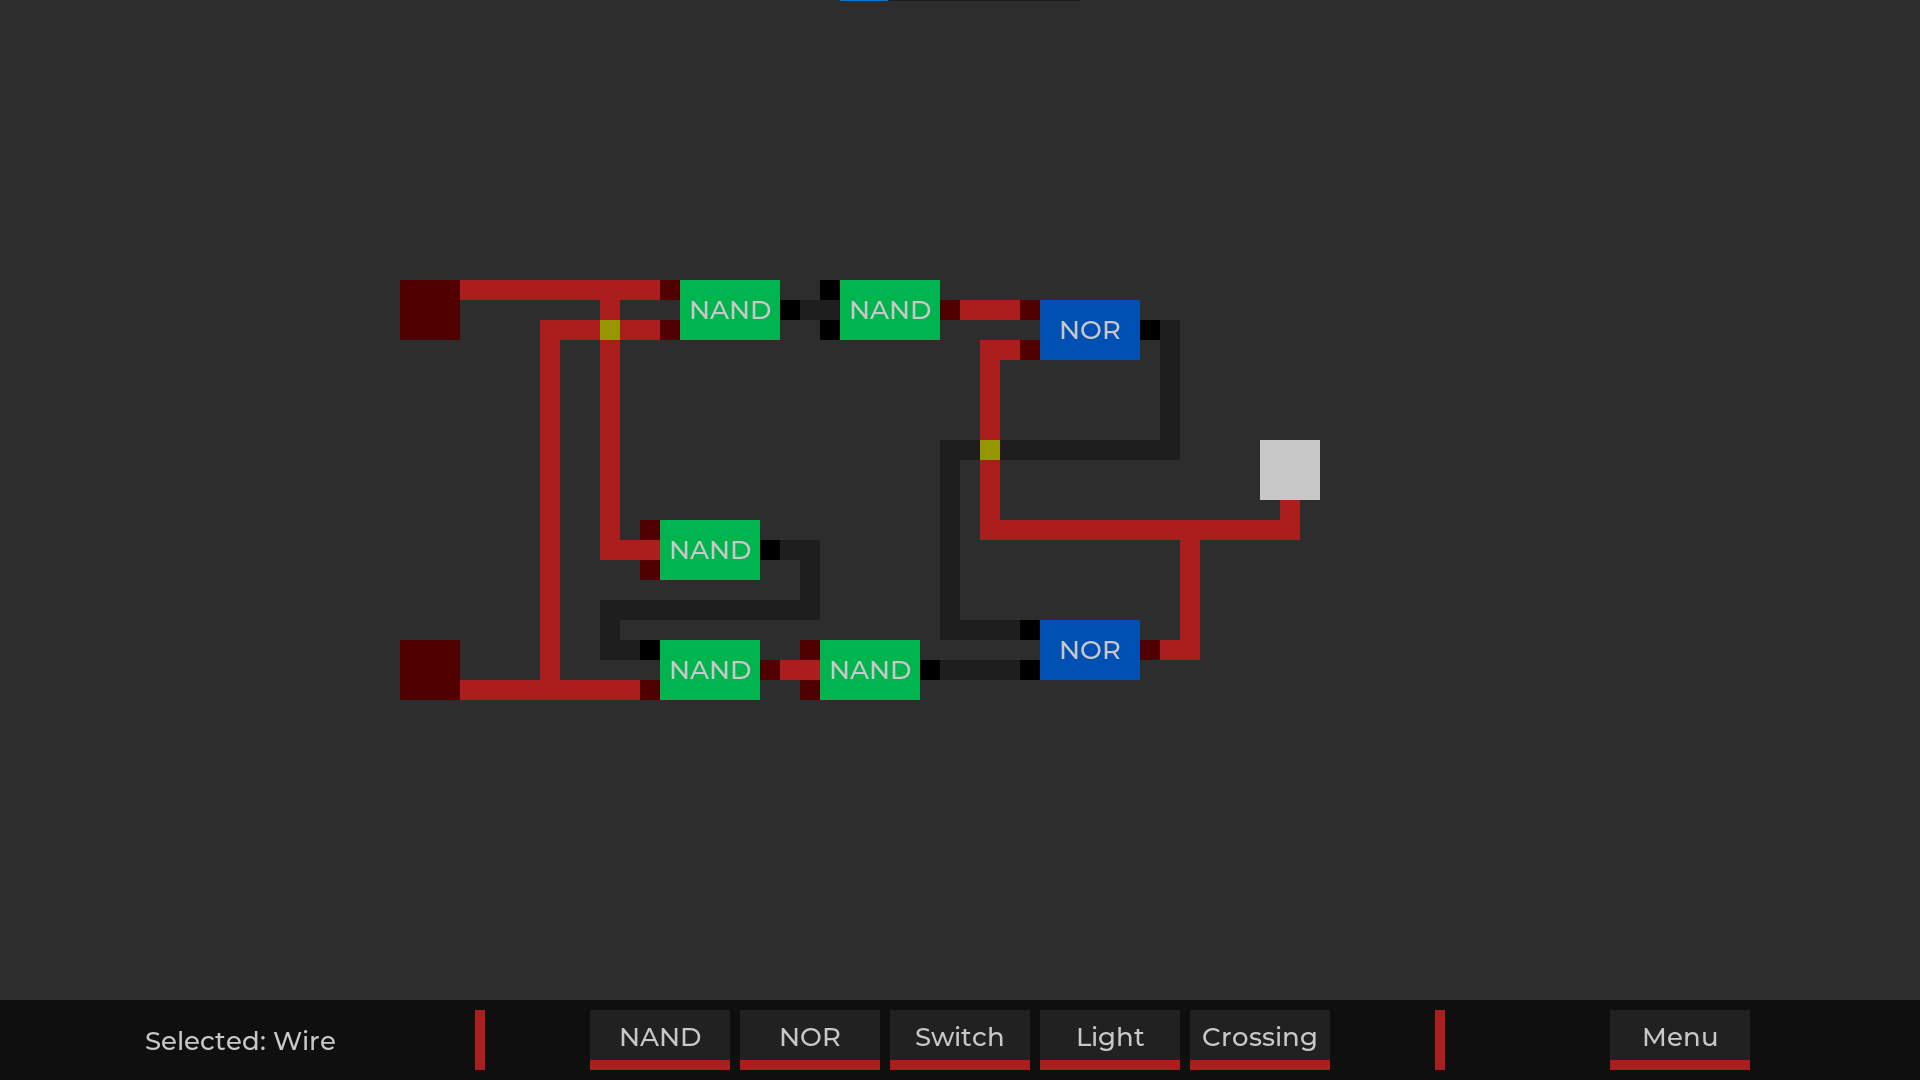 NAND
NAND
NOR
NAND
NAND
NAND
NOR
Selected: Wire
NAND
NOR
Switch
Light
Crossing
Menu